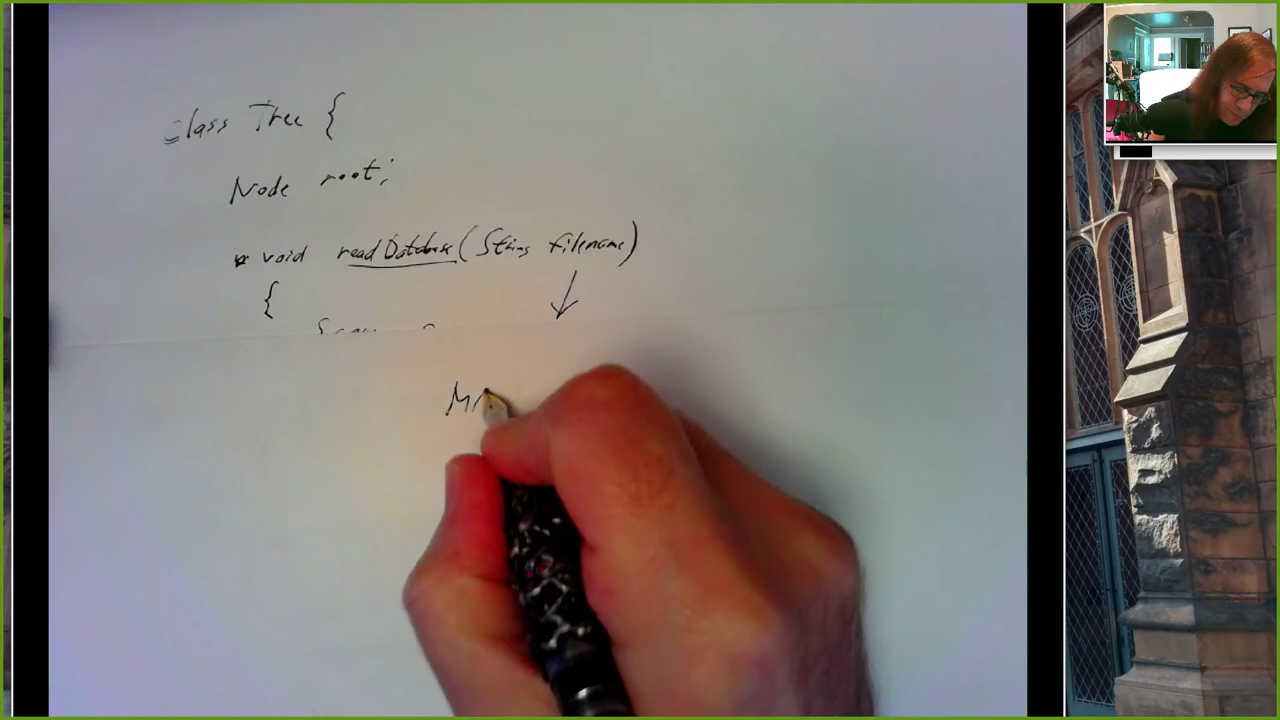 Class Tree {
Node root;
* void readDatabase(String filename)
{